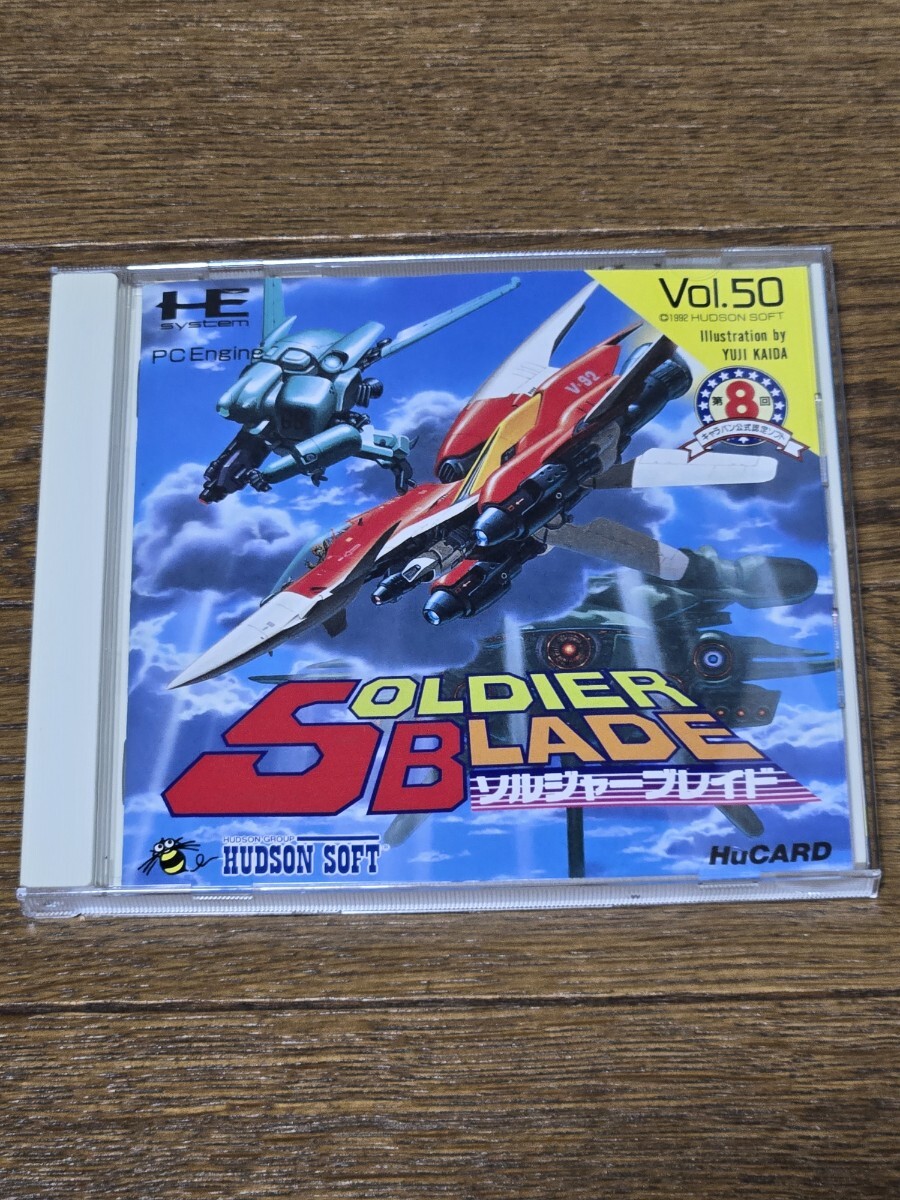 HE
system
PC Engine
Vol.50
©1992 HUDSON SOFT
Illustration by
YUJI KAIDA
第8回
キャラバン公式認定ソフト
V-92
SOLDIER
BLADE
ソルジャーブレイド
HUDSON GROUP
HUDSON SOFT®
HuCARD